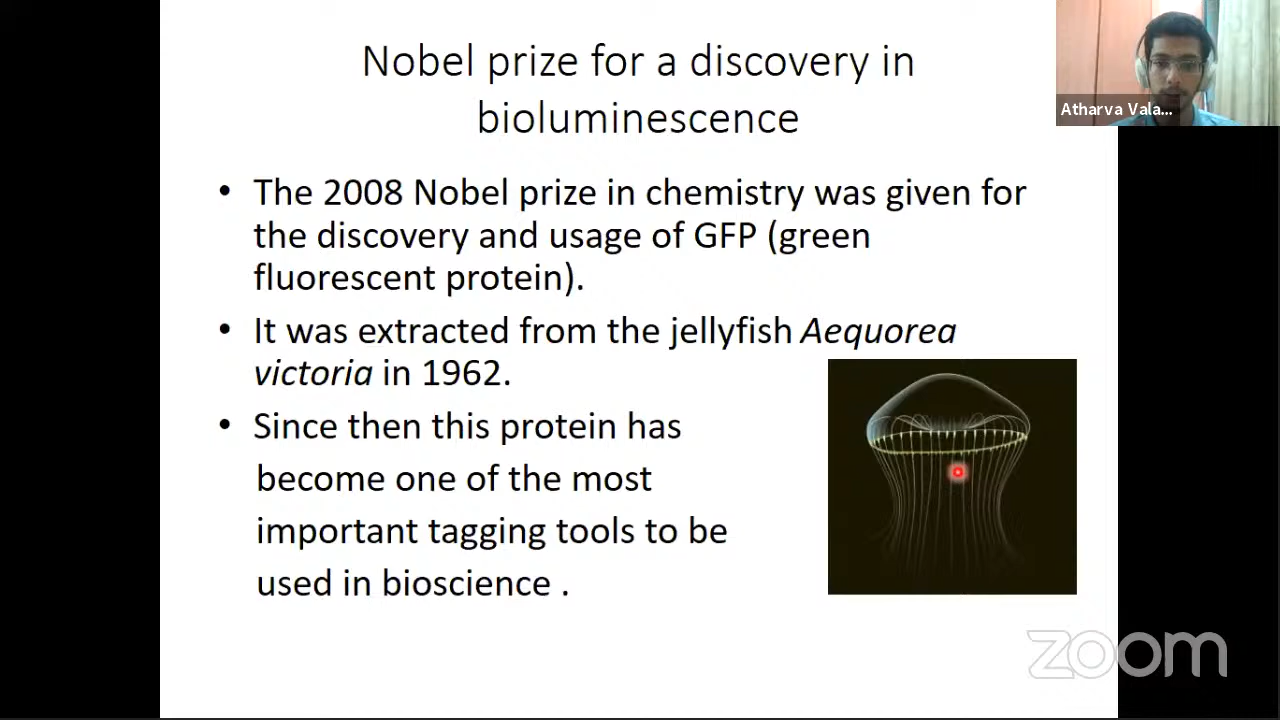 Nobel prize for a discovery in
bioluminescence
Atharva Vala...
• The 2008 Nobel prize in chemistry was given for
the discovery and usage of GFP (green
fluorescent protein).
• It was extracted from the jellyfish Aequorea
victoria in 1962.
• Since then this protein has
become one of the most
important tagging tools to be
used in bioscience .
zoom